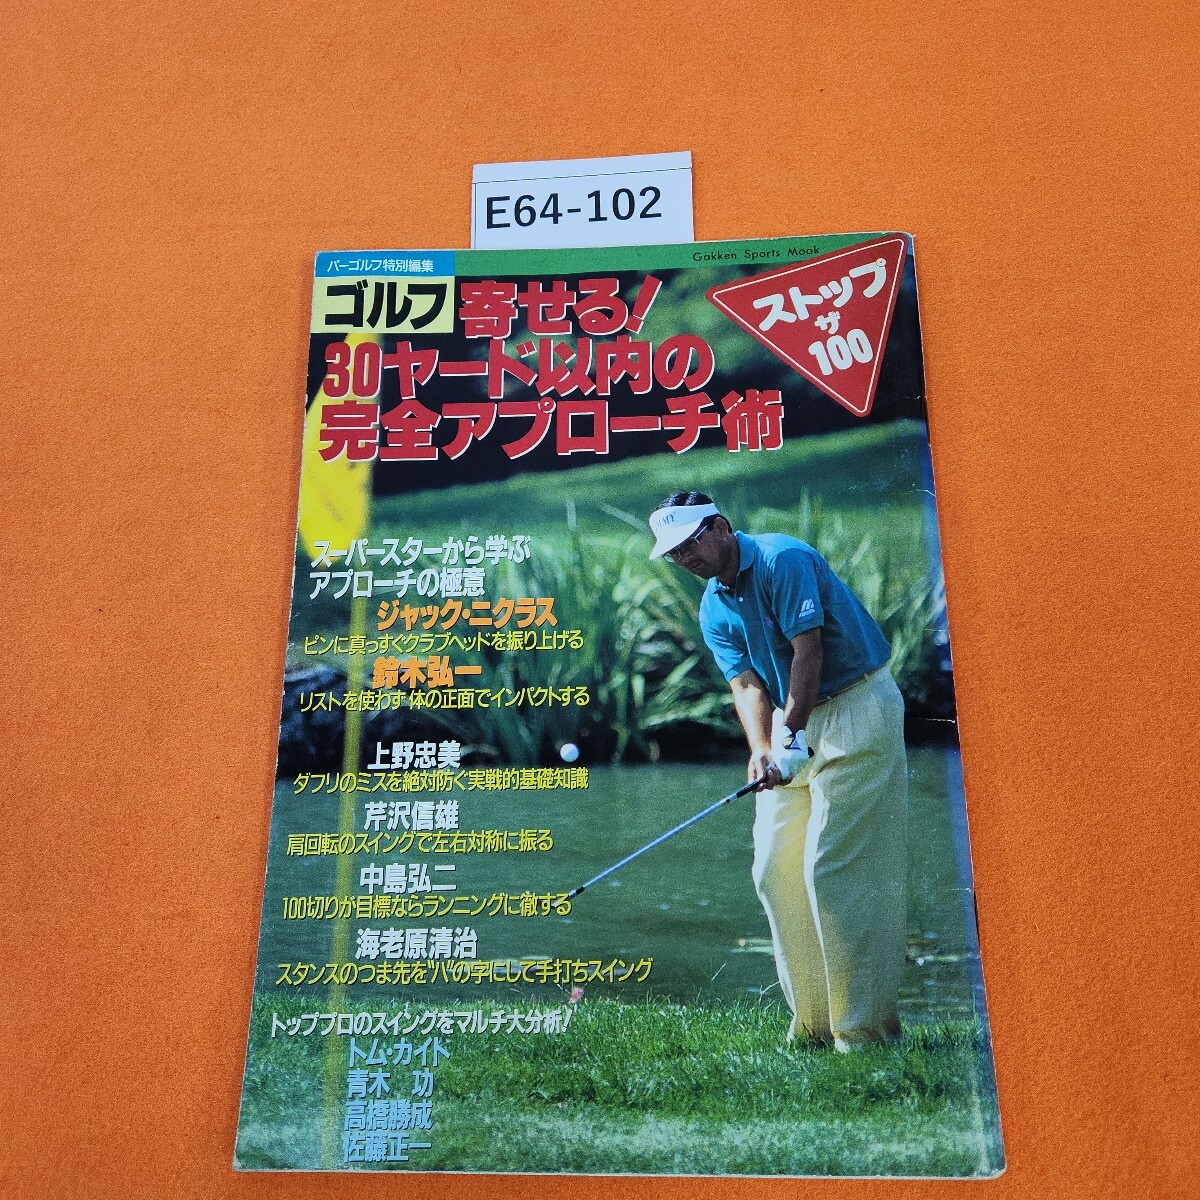 E64-102
パーゴルフ特別編集
Gakken Sports Mook
ゴルフ 寄せる!
30ヤード以内の
完全アプローチ術
ストップ
ザ
100
スーパースターから学ぶ
アプローチの極意
ジャック・ニクラス
ピンに真っすぐクラブヘッドを振り上げる
鈴木弘一
リストを使わず体の正面でインパクトする
上野忠美
ダフリのミスを絶対防ぐ実戦的基礎知識
芹沢信雄
肩回転のスイングで左右対称に振る
中島弘二
100切りが目標ならランニングに徹する
海老原清治
スタンスのつま先を"ハ"の字にして手打ちスイング
トッププロのスイングをマルチ大分析!
トム・カイト
青木 功
高橋勝成
佐藤正一